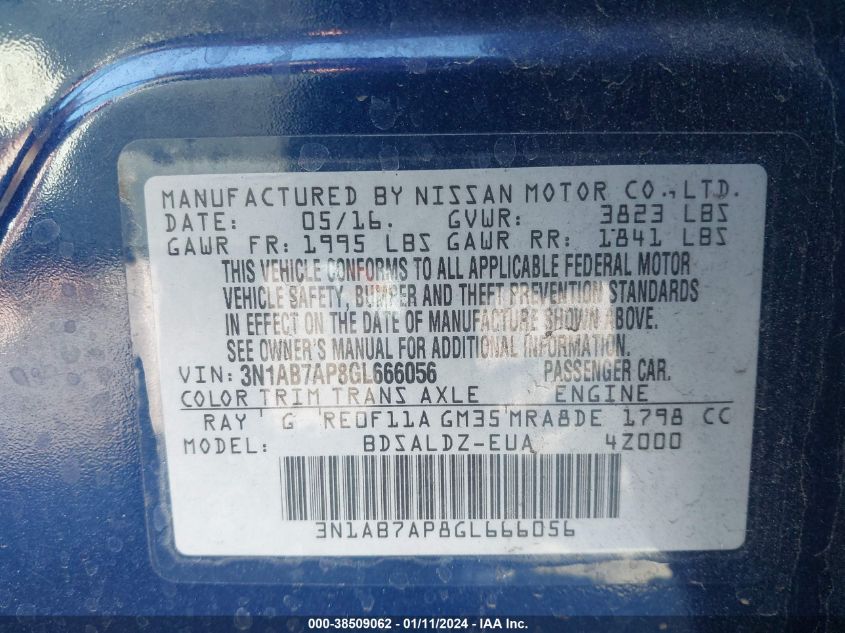 MANUFACTURED BY NISSAN MOTOR CO., LTD.
DATE: 05/16. GVWR: 3823 LBS
GAWR FR: 1995 LBS GAWR RR: 1841 LBS
THIS VEHICLE CONFORMS TO ALL APPLICABLE FEDERAL MOTOR
VEHICLE SAFETY, BUMPER AND THEFT PREVENTION STANDARDS
IN EFFECT ON THE DATE OF MANUFACTURE SHOWN ABOVE.
SEE OWNER'S MANUAL FOR ADDITIONAL INFORMATION.
VIN: 3N1AB7AP8GL666056 PASSENGER CAR.
COLOR TRIM TRANS AXLE ENGINE
RAY G RE0F11A GM35 MRA8DE 1798 CC
MODEL: BDSALDZ-EUA 4Z000
3N1AB7AP8GL666056
000-38509062 - 01/11/2024 - IAA Inc.